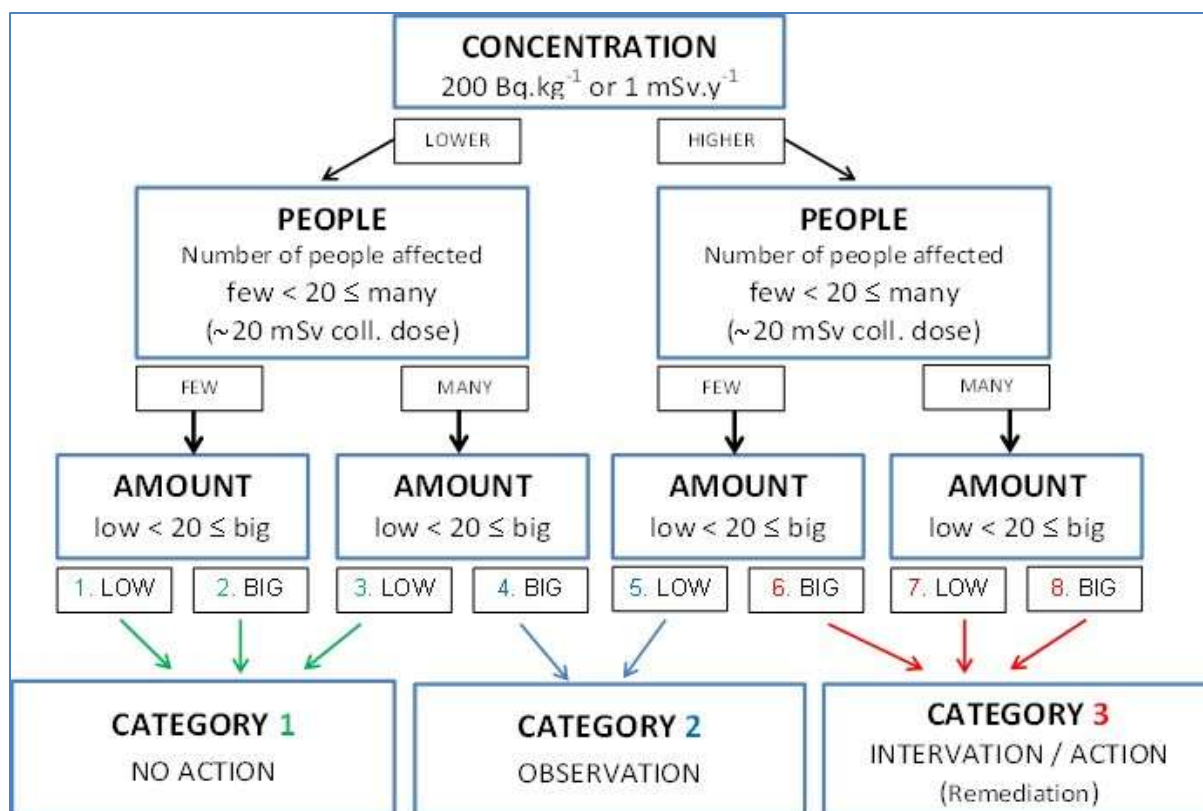 CONCENTRATION
200 Bq.kg⁻¹ or 1 mSv.y⁻¹
LOWER
HIGHER
PEOPLE
Number of people affected
few < 20 ≤ many
(~20 mSv coll. dose)
PEOPLE
Number of people affected
few < 20 ≤ many
(~20 mSv coll. dose)
FEW
MANY
FEW
MANY
AMOUNT
low < 20 ≤ big
AMOUNT
low < 20 ≤ big
AMOUNT
low < 20 ≤ big
AMOUNT
low < 20 ≤ big
1. LOW
2. BIG
3. LOW
4. BIG
5. LOW
6. BIG
7. LOW
8. BIG
CATEGORY 1
NO ACTION
CATEGORY 2
OBSERVATION
CATEGORY 3
INTERVATION / ACTION
(Remediation)